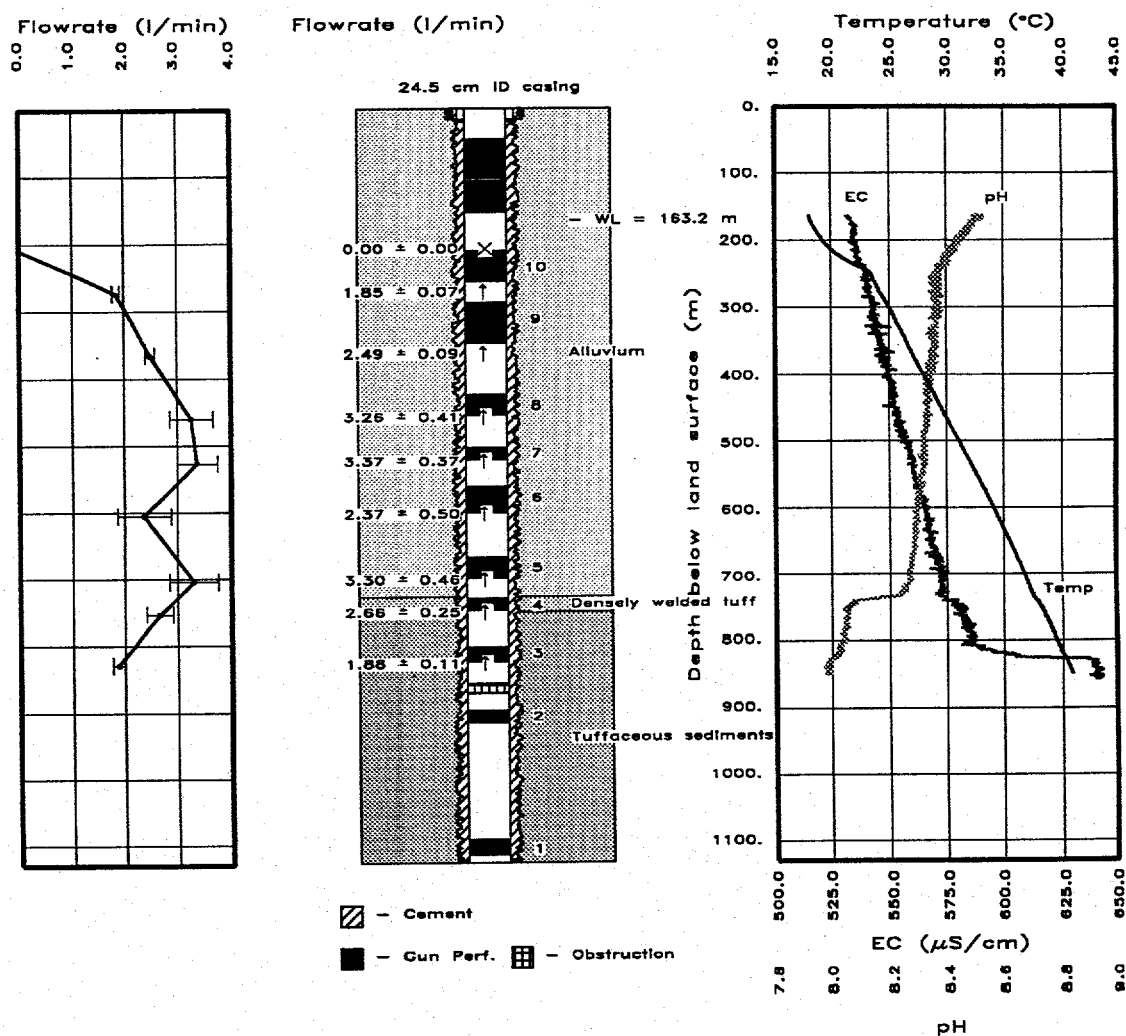 Flowrate (l/min)
0.0 1.0 2.0 3.0 4.0
Flowrate (l/min)
24.5 cm ID casing
- WL = 163.2 m
0.00 ± 0.00
10
1.85 ± 0.07
9
2.49 ± 0.09
Alluvium
8
3.26 ± 0.41
7
3.37 ± 0.37
6
2.37 ± 0.50
5
3.30 ± 0.46
4 Densely welded tuff
2.66 ± 0.25
3
1.88 ± 0.11
2
Tuffaceous sediments
1
- Cement
- Gun Perf.
- Obstruction
Temperature (°C)
15.0 20.0 25.0 30.0 35.0 40.0 45.0
Depth below land surface (m)
0.
100.
200.
300.
400.
500.
600.
700.
800.
900.
1000.
1100.
EC
pH
Temp
500.0 525.0 550.0 575.0 600.0 625.0 650.0
EC (μS/cm)
7.8 8.0 8.2 8.4 8.6 8.8 9.0
pH